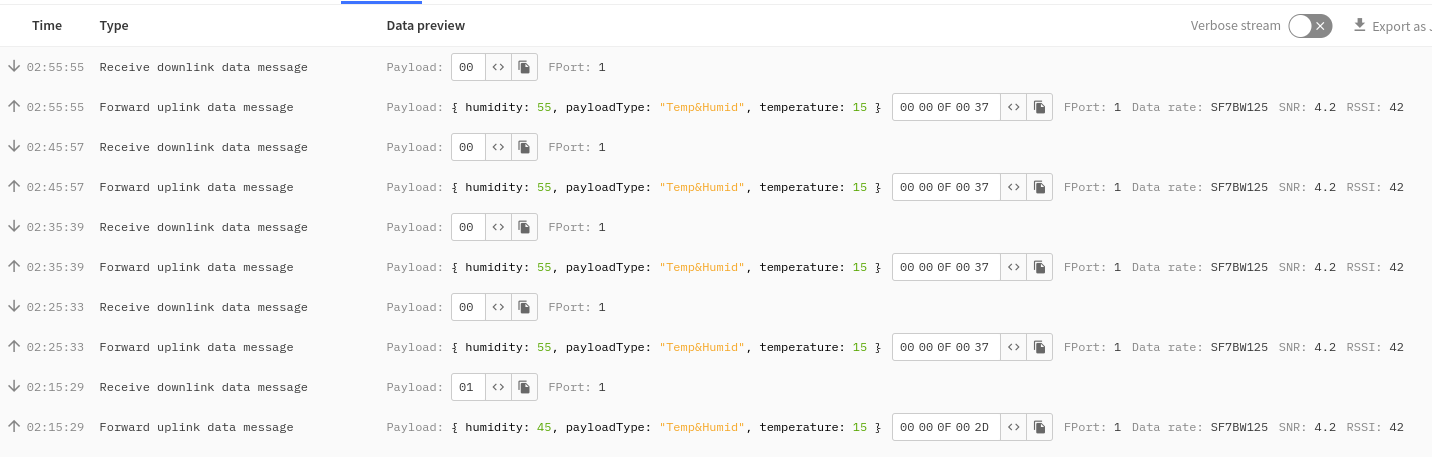 Time Type Data preview Verbose stream Export as J
02:55:55 Receive downlink data message Payload: 00 <> FPort: 1
02:55:55 Forward uplink data message Payload: { humidity: 55, payloadType: "Temp&Humid", temperature: 15 } 00 00 0F 00 37 <> FPort: 1 Data rate: SF7BW125 SNR: 4.2 RSSI: 42
02:45:57 Receive downlink data message Payload: 00 <> FPort: 1
02:45:57 Forward uplink data message Payload: { humidity: 55, payloadType: "Temp&Humid", temperature: 15 } 00 00 0F 00 37 <> FPort: 1 Data rate: SF7BW125 SNR: 4.2 RSSI: 42
02:35:39 Receive downlink data message Payload: 00 <> FPort: 1
02:35:39 Forward uplink data message Payload: { humidity: 55, payloadType: "Temp&Humid", temperature: 15 } 00 00 0F 00 37 <> FPort: 1 Data rate: SF7BW125 SNR: 4.2 RSSI: 42
02:25:33 Receive downlink data message Payload: 00 <> FPort: 1
02:25:33 Forward uplink data message Payload: { humidity: 55, payloadType: "Temp&Humid", temperature: 15 } 00 00 0F 00 37 <> FPort: 1 Data rate: SF7BW125 SNR: 4.2 RSSI: 42
02:15:29 Receive downlink data message Payload: 01 <> FPort: 1
02:15:29 Forward uplink data message Payload: { humidity: 45, payloadType: "Temp&Humid", temperature: 15 } 00 00 0F 00 2D <> FPort: 1 Data rate: SF7BW125 SNR: 4.2 RSSI: 42